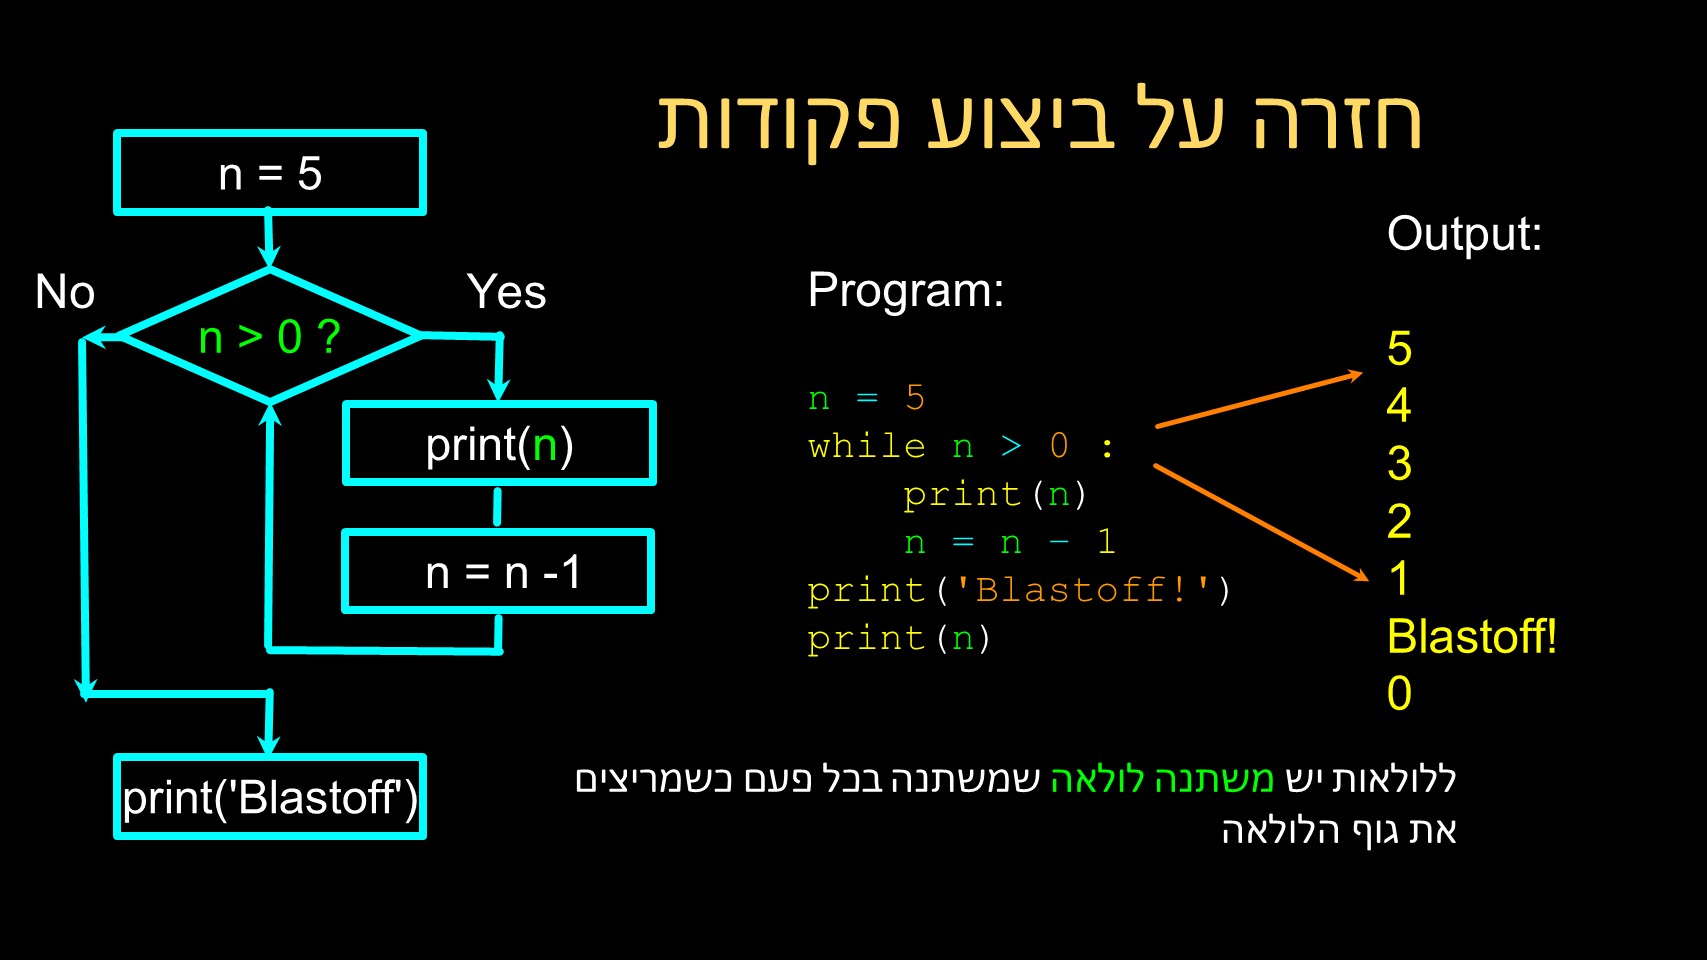 חזרה על ביצוע פקודות
n = 5
No
Yes
n > 0 ?
print(n)
n = n -1
print('Blastoff')
Program:
n = 5
while n > 0 :
    print(n)
    n = n – 1
print('Blastoff!')
print(n)
Output:
5
4
3
2
1
Blastoff!
0
ללולאות יש משתנה לולאה שמשתנה בכל פעם כשמריצים
את גוף הלולאה